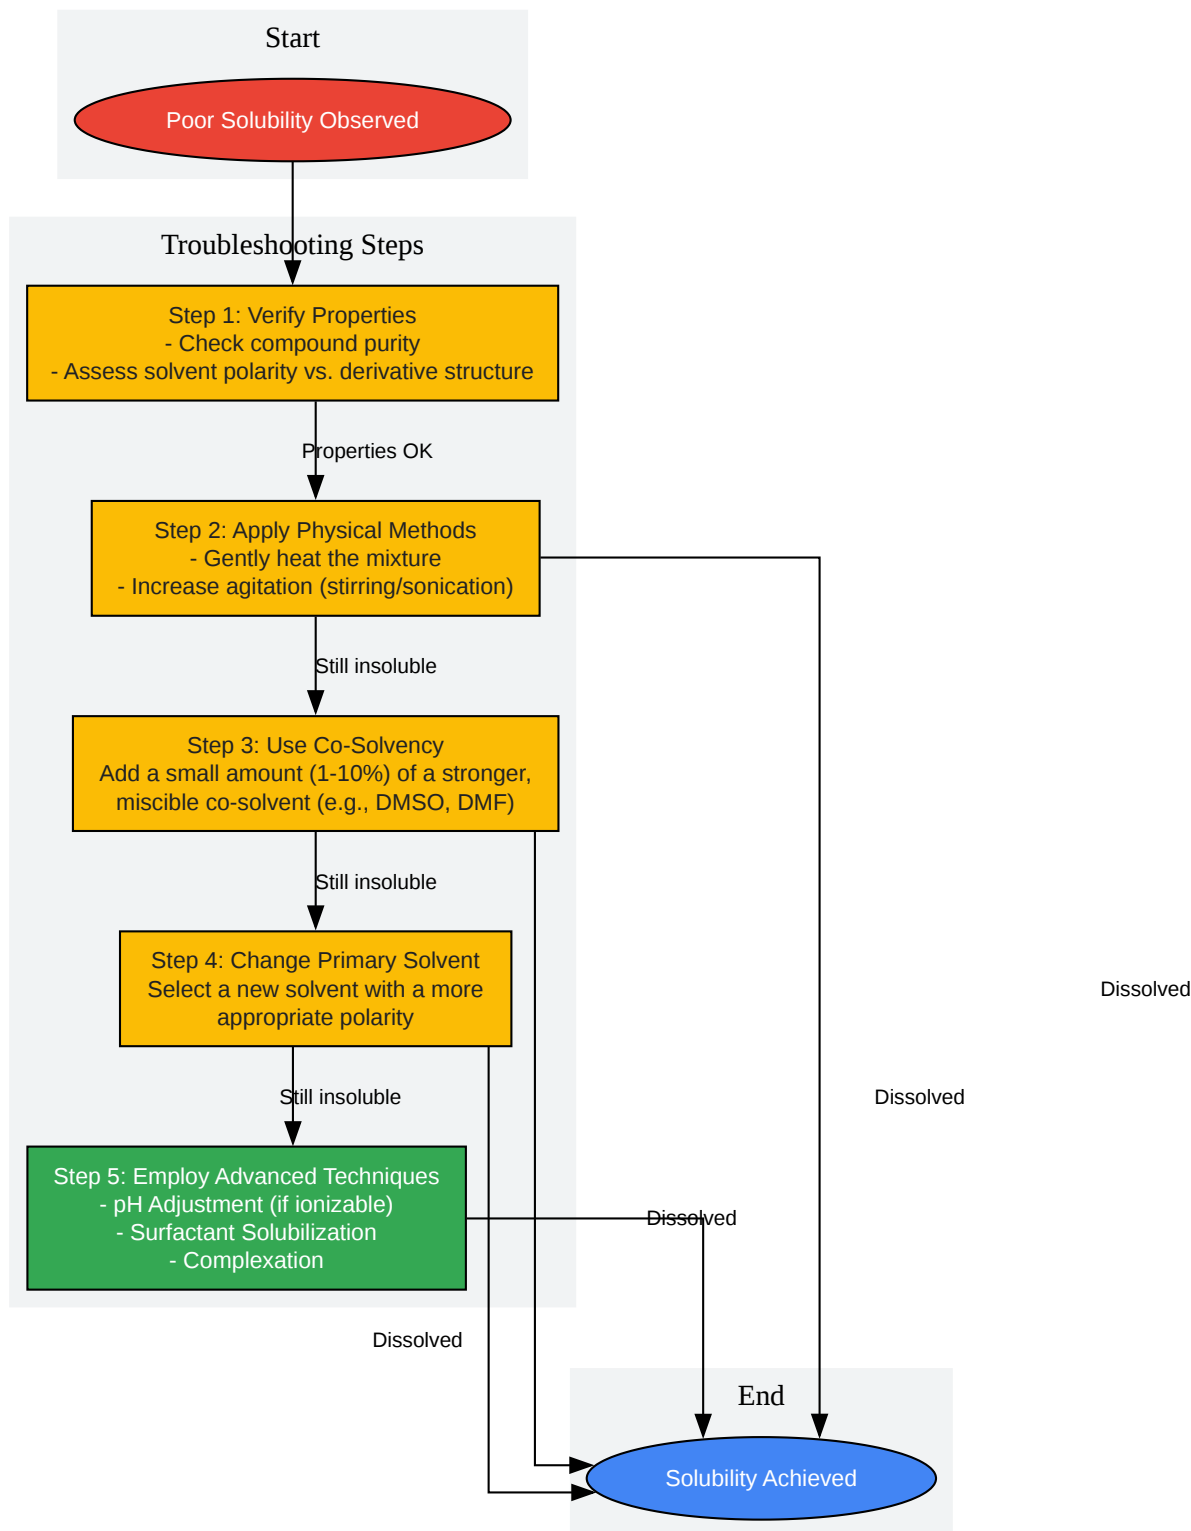 Start
Poor Solubility Observed
Troubleshooting Steps
Step 1: Verify Properties
- Check compound purity
- Assess solvent polarity vs. derivative structure
Properties OK
Step 2: Apply Physical Methods
- Gently heat the mixture
- Increase agitation (stirring/sonication)
Still insoluble
Step 3: Use Co-Solvency
Add a small amount (1-10%) of a stronger,
miscible co-solvent (e.g., DMSO, DMF)
Still insoluble
Step 4: Change Primary Solvent
Select a new solvent with a more
appropriate polarity
Dissolved
Still insoluble
Dissolved
Step 5: Employ Advanced Techniques
- pH Adjustment (if ionizable)
- Surfactant Solubilization
- Complexation
Dissolved
Dissolved
End
Solubility Achieved